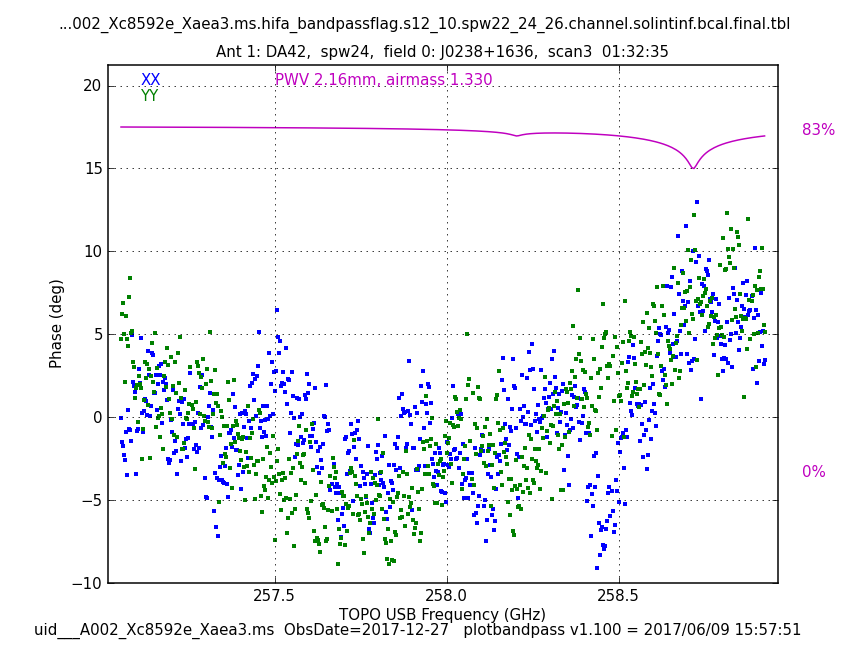 ...002_Xc8592e_Xaea3.ms.hifa_bandpassflag.s12_10.spw22_24_26.channel.solintinf.bcal.final.tbl
Ant 1: DA42,  spw24,  field 0: J0238+1636,  scan3  01:32:35
XX
PWV 2.16mm, airmass 1.330
YY
20
83%
15
10
5
Phase (deg)
0
0%
−5
−10
257.5
258.0
258.5
TOPO USB Frequency (GHz)
uid___A002_Xc8592e_Xaea3.ms  ObsDate=2017-12-27   plotbandpass v1.100 = 2017/06/09 15:57:51